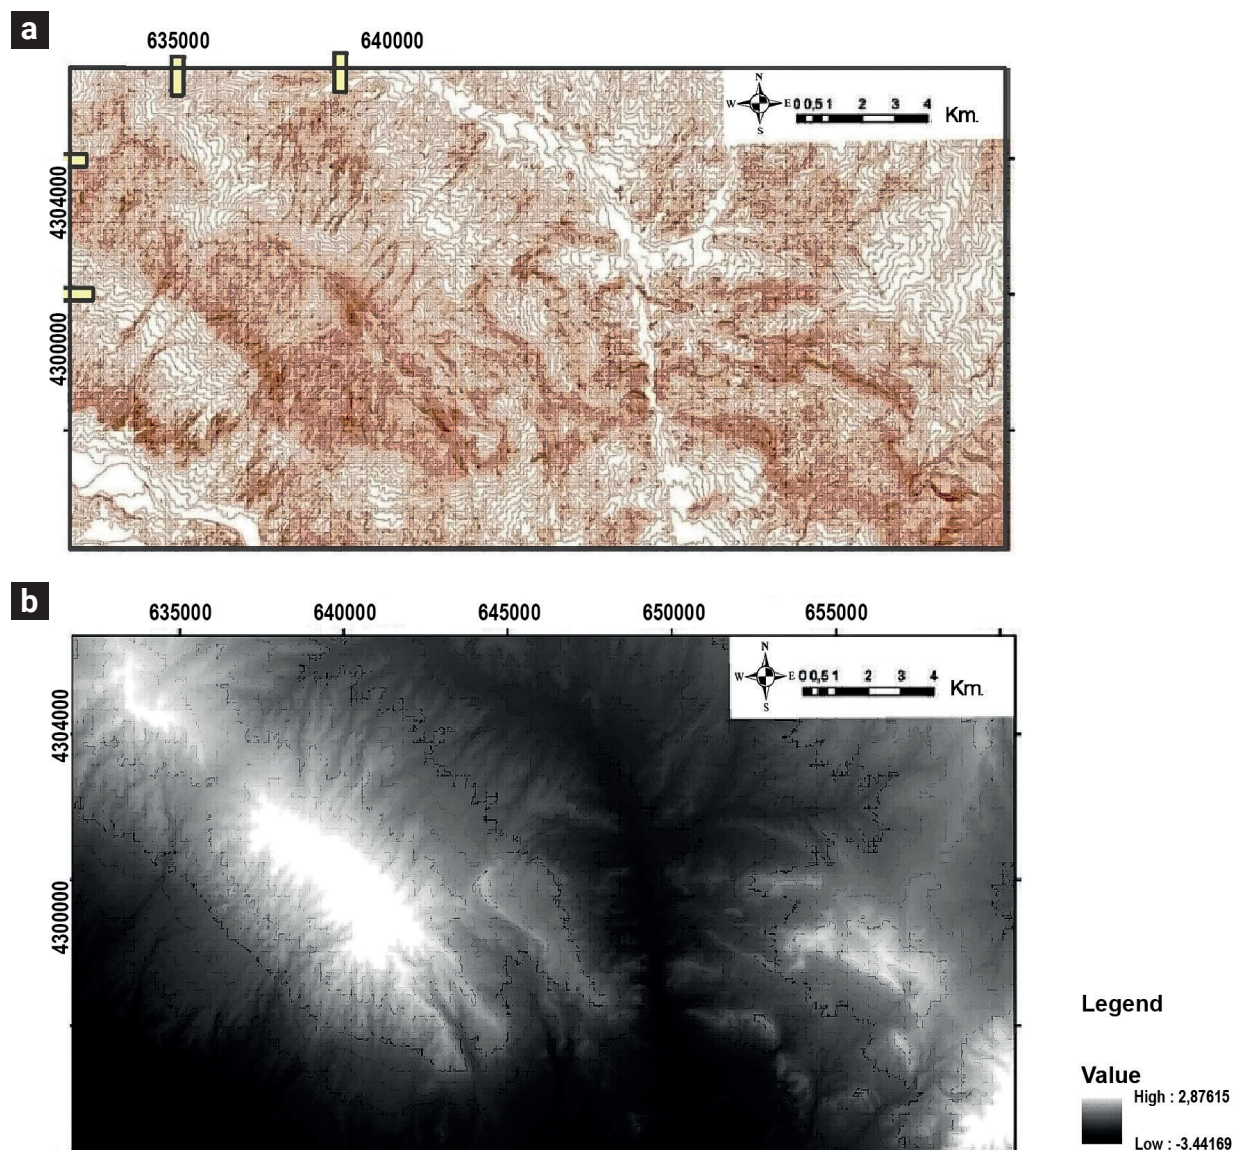 a
635000 640000
N
W E
S
0 0,5 1 2 3 4 Km.
4304000
4300000
b
635000 640000 645000 650000 655000
N
W E
S
0 0,5 1 2 3 4 Km.
4304000
4300000
Legend
Value
High : 2,87615
Low : -3.44169